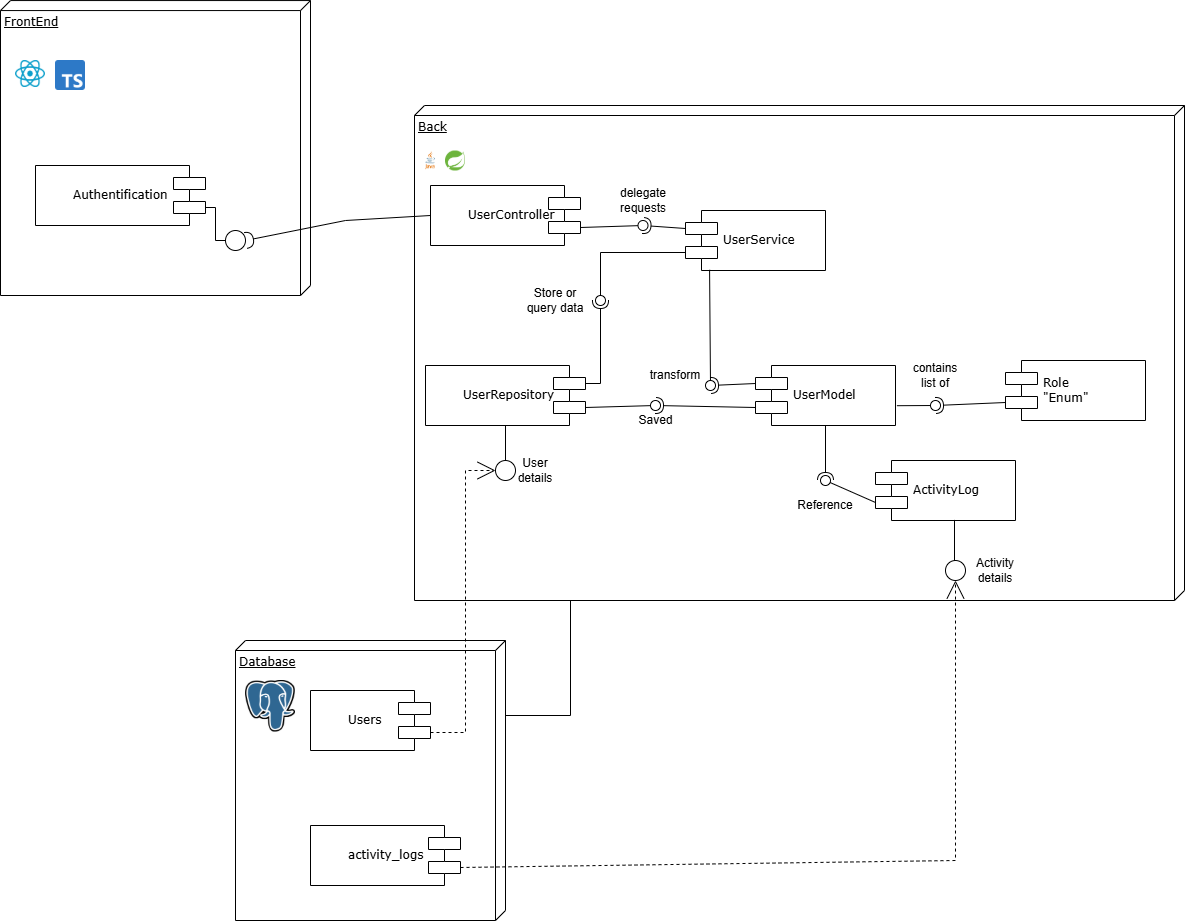 FrontEnd
TS
Authentification
Back
Java
UserController
delegate
requests
UserService
Store or
query data
UserRepository
transform
UserModel
contains
list of
Role
"Enum"
Saved
User
details
Reference
ActivityLog
Activity
details
Database
Users
activity_logs